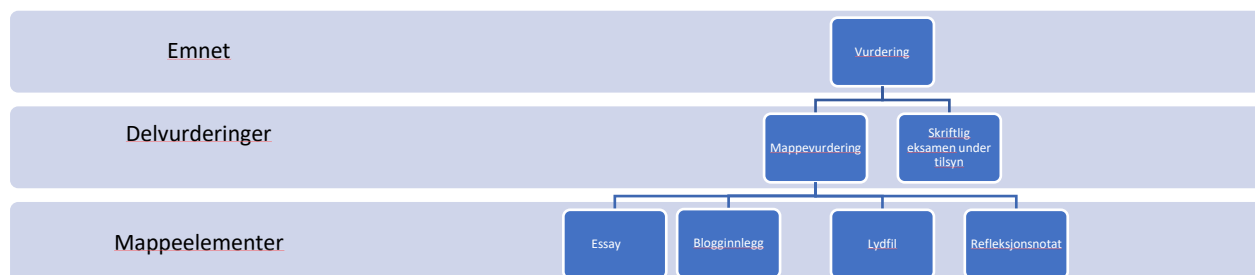 Emnet
Vurdering
Delvurderinger
Mappevurdering
Skriftlig
eksamen under
tilsyn
Mappeelementer
Essay
Blogginnlegg
Lydfil
Refleksjonsnotat